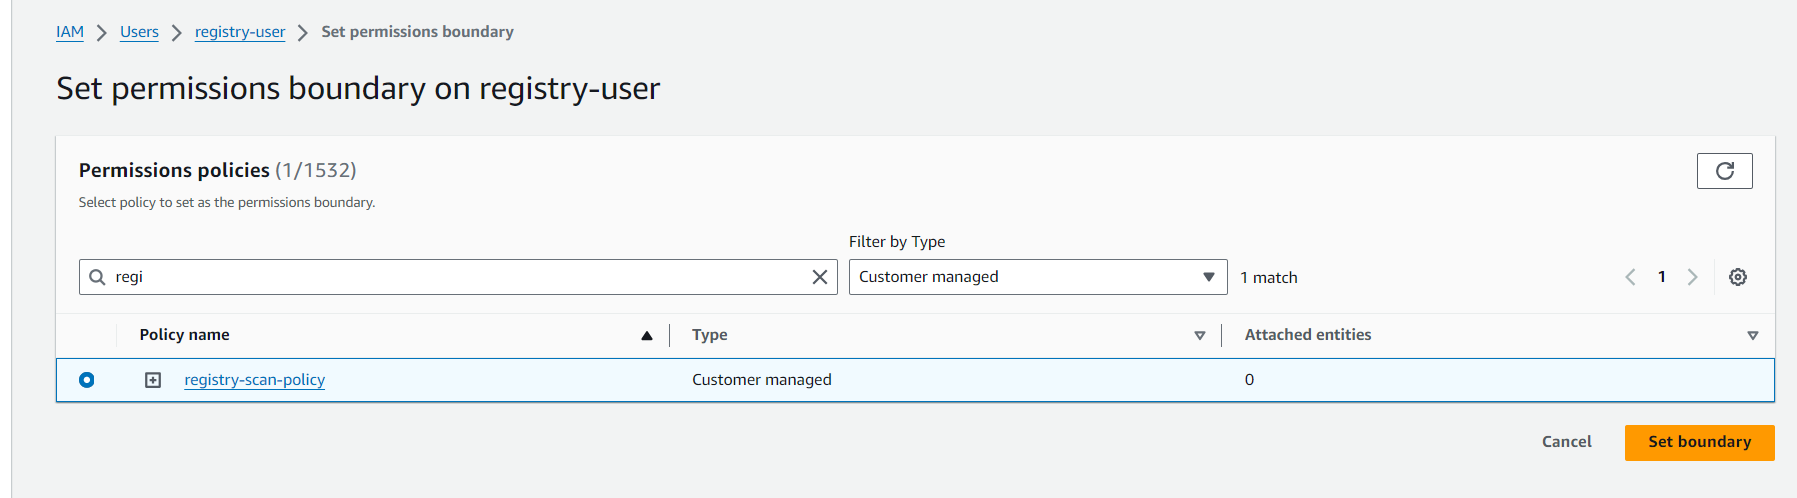 IAM > Users > registry-user > Set permissions boundary
Set permissions boundary on registry-user
Permissions policies (1/1532)
Select policy to set as the permissions boundary.
Filter by Type
regi Customer managed 1 match 1
Policy name Type Attached entities
registry-scan-policy Customer managed 0
Cancel Set boundary